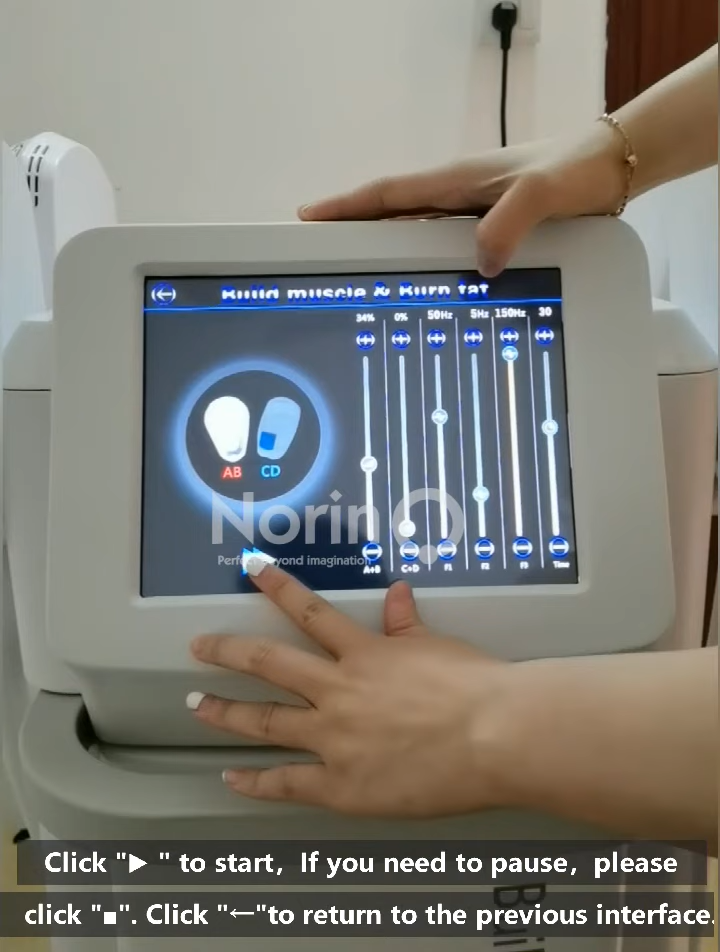 Build muscle & Burn fat
34% 0% 50Hz 5Hz 150Hz 30
AB CD
NorinQ
Perfect beyond imagination
A+B C+D F1 F2 F3 Time
Click "▶ " to start, If you need to pause, please
click "■". Click "←"to return to the previous interface.